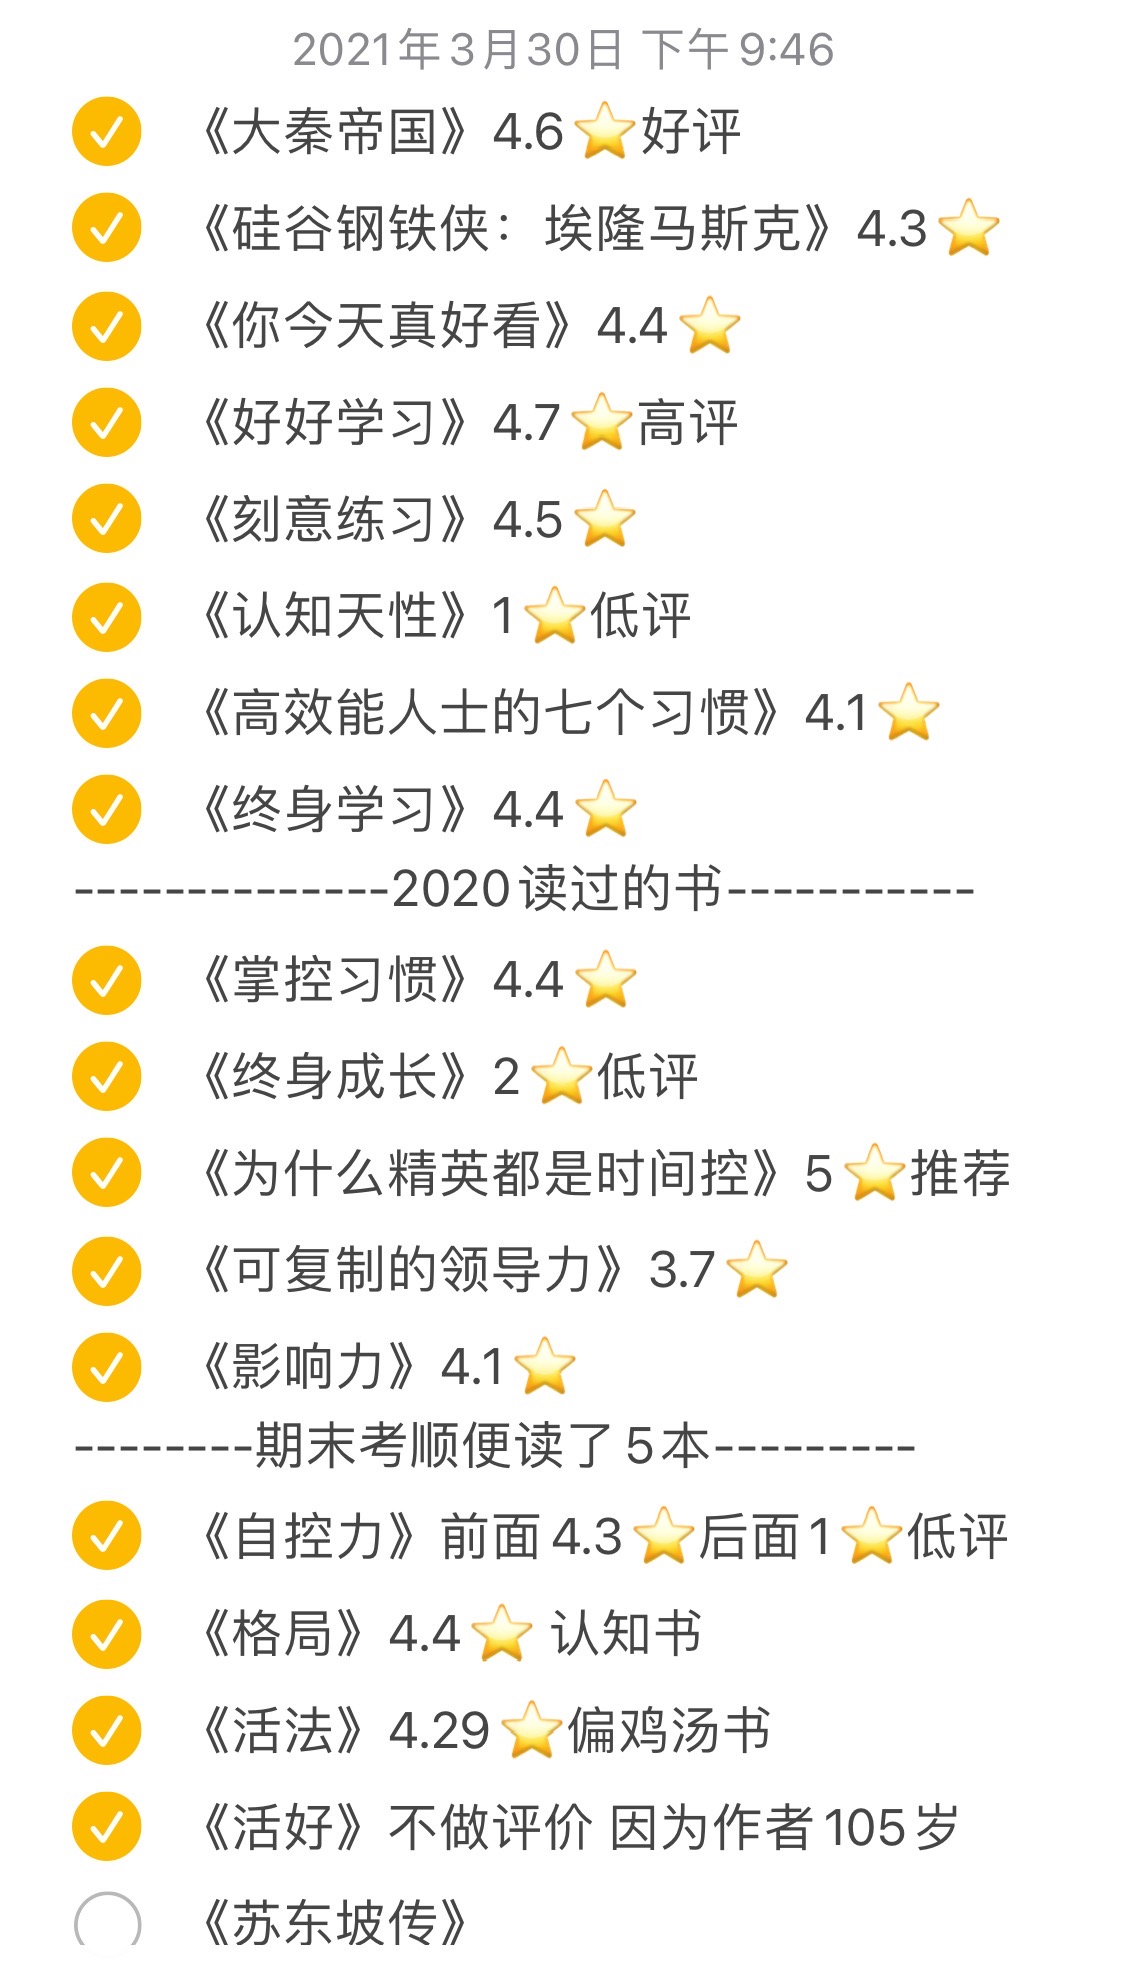 2021年3月30日 下午9:46
《大秦帝国》4.6⭐️好评
《硅谷钢铁侠：埃隆马斯克》4.3⭐️
《你今天真好看》4.4⭐️
《好好学习》4.7⭐️高评
《刻意练习》4.5⭐️
《认知天性》1⭐️低评
《高效能人士的七个习惯》4.1⭐️
《终身学习》4.4⭐️
--------------2020读过的书-----------
《掌控习惯》4.4⭐️
《终身成长》2⭐️低评
《为什么精英都是时间控》5⭐️推荐
《可复制的领导力》3.7⭐️
《影响力》4.1⭐️
--------期末考顺便读了5本---------
《自控力》前面4.3⭐️后面1⭐️低评
《格局》4.4⭐️ 认知书
《活法》4.29⭐️偏鸡汤书
《活好》不做评价 因为作者105岁
《苏东坡传》